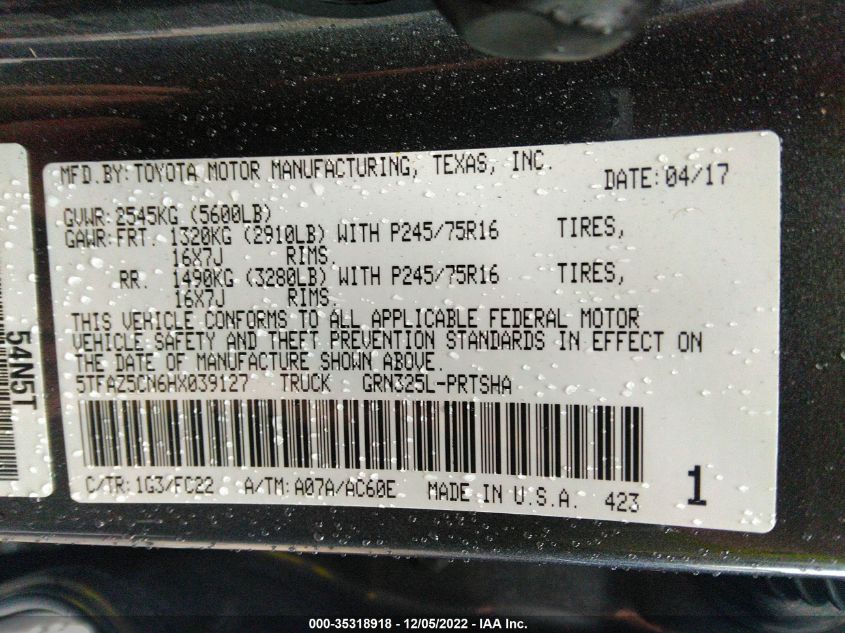 MFD.BY:TOYOTA MOTOR MANUFACTURING, TEXAS, INC. DATE:04/17
GVWR:2545KG (5600LB)
GAWR:FRT. 1320KG (2910LB) WITH P245/75R16 TIRES,
16X7J RIMS.
RR. 1490KG (3280LB) WITH P245/75R16 TIRES,
16X7J RIMS.
THIS VEHICLE CONFORMS TO ALL APPLICABLE FEDERAL MOTOR
VEHICLE SAFETY AND THEFT PREVENTION STANDARDS IN EFFECT ON
THE DATE OF MANUFACTURE SHOWN ABOVE.
5TFAZ5CN6HX039127 TRUCK GRN325L-PRTSHA
C/TR:1G3/FC22 A/TM:A07A/AC60E MADE IN U.S.A. 423 1
54N5T
000-35318918 - 12/05/2022 - IAA Inc.